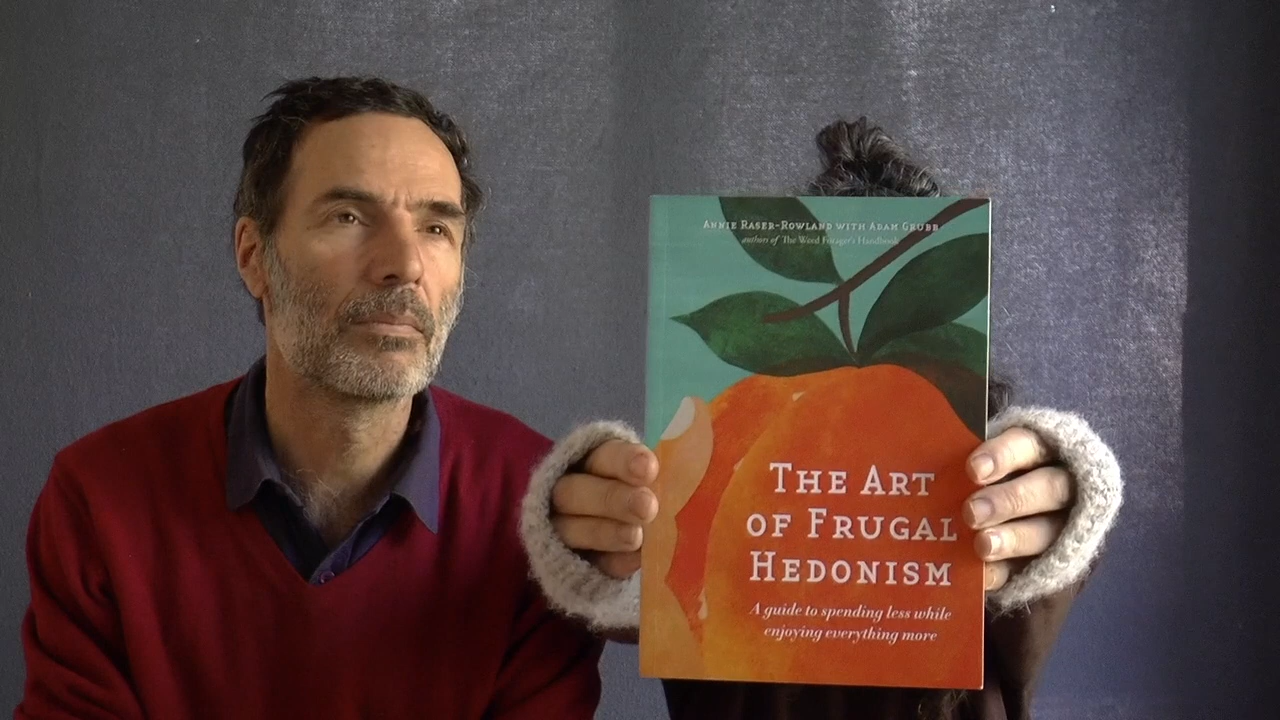 ANNIE RASER-ROWLAND WITH ADAM GRUBB
authors of The Weed Forager's Handbook
THE ART
OF FRUGAL
HEDONISM
A guide to spending less while
enjoying everything more